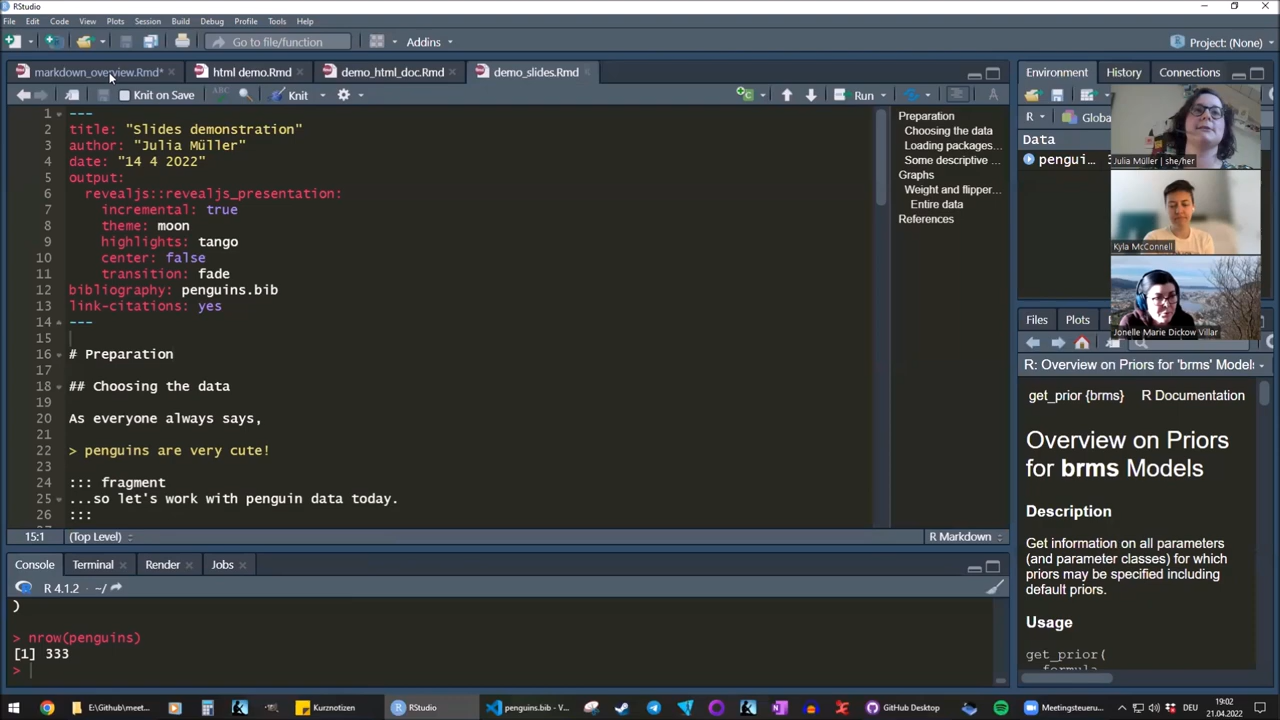 RStudio
File Edit Code View Plots Session Build Debug Profile Tools Help
Go to file/function
Addins
Project: (None)
markdown_overview.Rmd*
html demo.Rmd
demo_html_doc.Rmd
demo_slides.Rmd
Knit on Save
ABC
Knit
Run
1 ---
2 title: "Slides demonstration"
3 author: "Julia Müller"
4 date: "14 4 2022"
5 output:
6 revealjs::revealjs_presentation:
7 incremental: true
8 theme: moon
9 highlights: tango
10 center: false
11 transition: fade
12 bibliography: penguins.bib
13 link-citations: yes
14 ---
15
16 # Preparation
17
18 ## Choosing the data
19
20 As everyone always says,
21
22 > penguins are very cute!
23
24 ::: fragment
25 ...so let's work with penguin data today.
26 :::
15:1 (Top Level) R Markdown
Preparation
Choosing the data
Loading packages...
Some descriptive ...
Graphs
Weight and flipper...
Entire data
References
Console Terminal Render Jobs
R 4.1.2 · ~/
)
> nrow(penguins)
[1] 333
>
Environment History Connections
R Global
Data
pengui...
Julia Müller | she/her
Kyla McConnell
Jonelle Marie Dickow Villar
Files Plots
R: Overview on Priors for 'brms' Models
get_prior {brms} R Documentation
Overview on Priors
for brms Models
Description
Get information on all parameters
(and parameter classes) for which
priors may be specified including
default priors.
Usage
get_prior(
formula,
E:\Github\meet...
Kurznotizen
RStudio
penguins.bib - V...
GitHub Desktop
Meetingsteueru...
DEU
19:02
21.04.2022